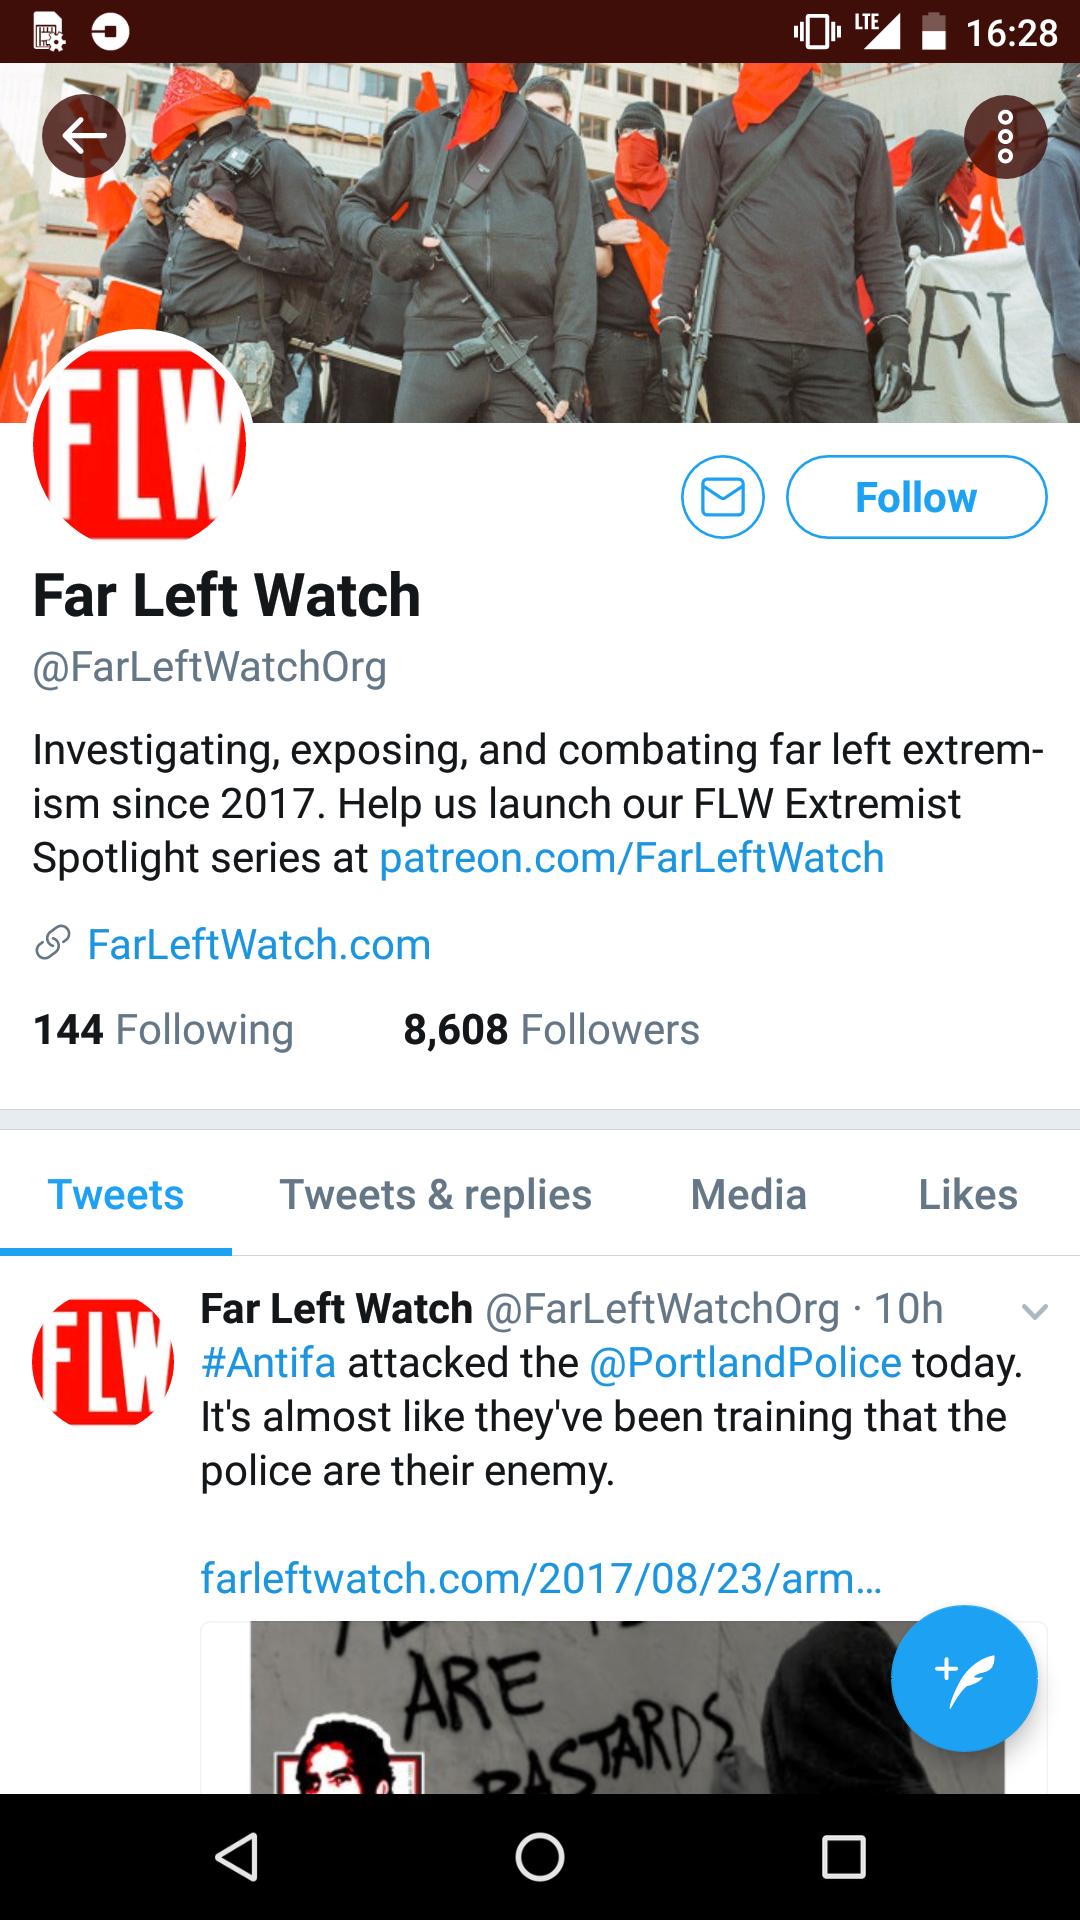 LTE 16:28
FU
FLW
Follow
Far Left Watch
@FarLeftWatchOrg
Investigating, exposing, and combating far left extrem-
ism since 2017. Help us launch our FLW Extremist
Spotlight series at patreon.com/FarLeftWatch
FarLeftWatch.com
144 Following 8,608 Followers
Tweets Tweets & replies Media Likes
FLW
Far Left Watch @FarLeftWatchOrg · 10h
#Antifa attacked the @PortlandPolice today.
It's almost like they've been training that the
police are their enemy.
farleftwatch.com/2017/08/23/arm…
ARE
BASTARDS